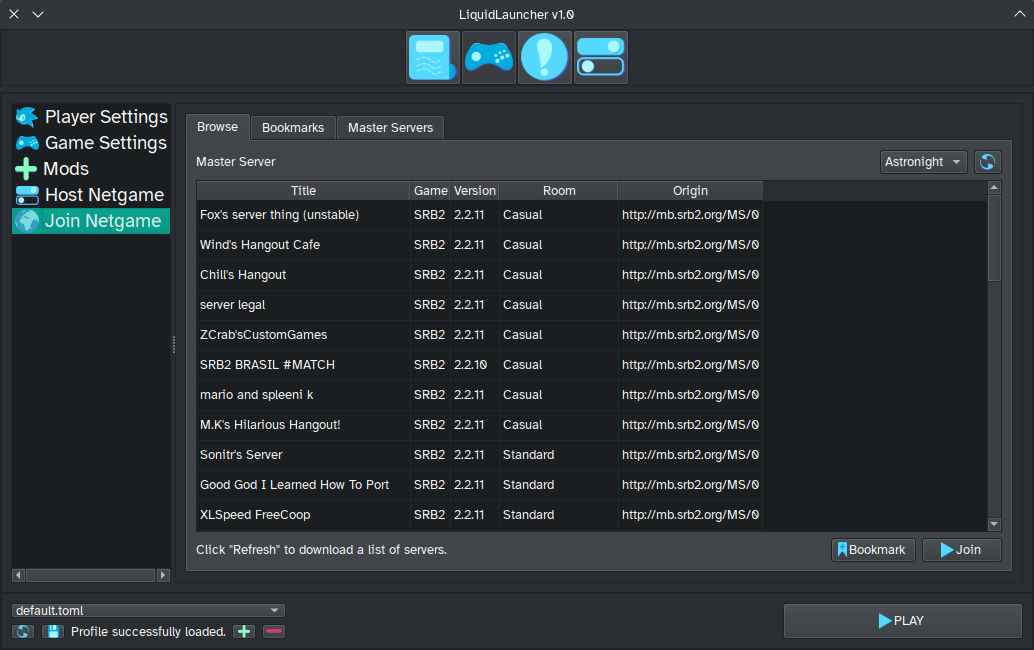 LiquidLauncher v1.0
Player Settings
Game Settings
Mods
Host Netgame
Join Netgame
Browse Bookmarks Master Servers
Master Server Astronight
Title Game Version Room Origin
Fox's server thing (unstable) SRB2 2.2.11 Casual http://mb.srb2.org/MS/0
Wind's Hangout Cafe SRB2 2.2.11 Casual http://mb.srb2.org/MS/0
Chill's Hangout SRB2 2.2.11 Casual http://mb.srb2.org/MS/0
server legal SRB2 2.2.11 Casual http://mb.srb2.org/MS/0
ZCrab'sCustomGames SRB2 2.2.11 Casual http://mb.srb2.org/MS/0
SRB2 BRASIL #MATCH SRB2 2.2.10 Casual http://mb.srb2.org/MS/0
mario and spleeni k SRB2 2.2.11 Casual http://mb.srb2.org/MS/0
M.K's Hilarious Hangout! SRB2 2.2.11 Casual http://mb.srb2.org/MS/0
Sonitr's Server SRB2 2.2.11 Standard http://mb.srb2.org/MS/0
Good God I Learned How To Port SRB2 2.2.11 Standard http://mb.srb2.org/MS/0
XLSpeed FreeCoop SRB2 2.2.11 Standard http://mb.srb2.org/MS/0
Click "Refresh" to download a list of servers. Bookmark Join
default.toml
Profile successfully loaded.
PLAY